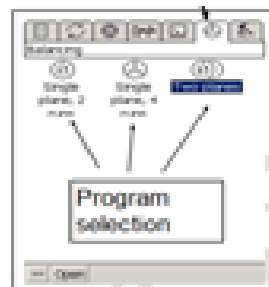 Balancing
Single plane, 2 runs
Single plane, 4 runs
Two planes
Program
selection
Open